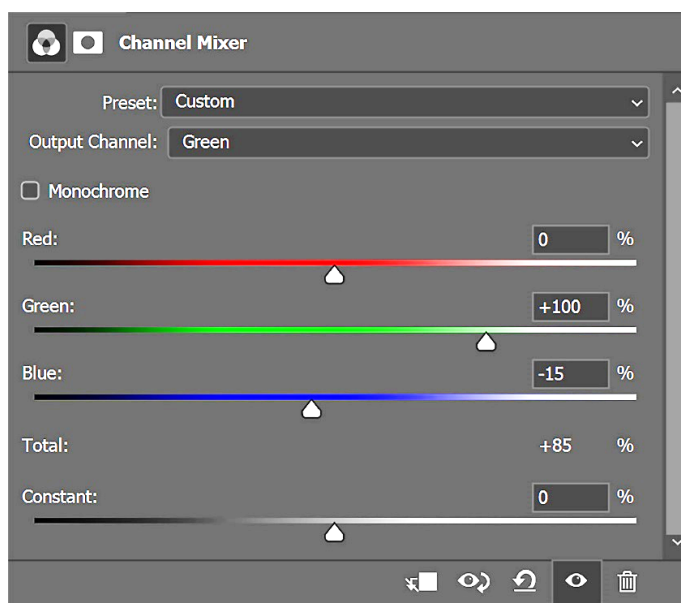 Channel Mixer
Preset: Custom
Output Channel: Green
Monochrome
Red: 0 %
Green: +100 %
Blue: -15 %
Total: +85 %
Constant: 0 %